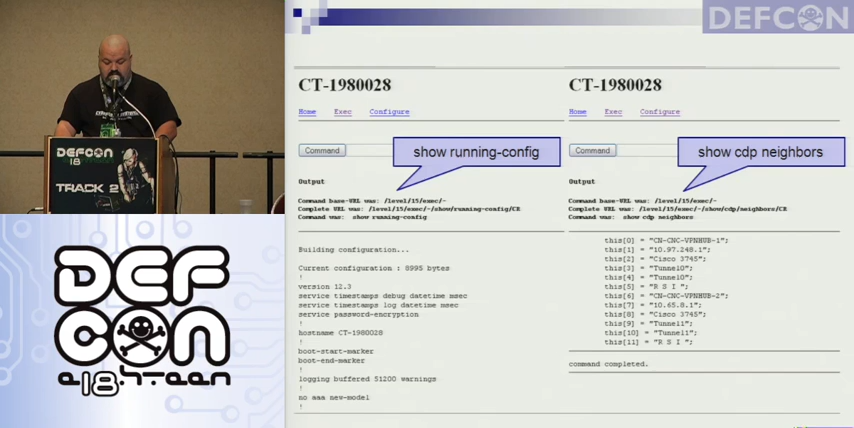 DEFCON
DEFCON
18
TRACK 2
DEF
CON
e18hteen
CT-1980028
Home Exec Configure
Command
show running-config
Output
Command base-URL was: /level/15/exec/-
Complete URL was: /level/15/exec/-/show/running-config/CR
Command was: show running-config
Building configuration...
Current configuration : 8995 bytes
!
version 12.3
service timestamps debug datetime msec
service timestamps log datetime msec
service password-encryption
!
hostname CT-1980028
!
boot-start-marker
boot-end-marker
!
logging buffered 51200 warnings
!
no aaa new-model
!
CT-1980028
Home Exec Configure
Command
show cdp neighbors
Output
Command base-URL was: /level/15/exec/-
Complete URL was: /level/15/exec/-/show/cdp/neighbors/CR
Command was: show cdp neighbors
this[0] = "CN-CNC-VPNHUB-1";
this[1] = "10.97.248.1";
this[2] = "Cisco 3745";
this[3] = "Tunnel0";
this[4] = "Tunnel0";
this[5] = "R S I ";
this[6] = "CN-CNC-VPNHUB-2";
this[7] = "10.65.8.1";
this[8] = "Cisco 3745";
this[9] = "Tunnel1";
this[10] = "Tunnel1";
this[11] = "R S I ";
command completed.